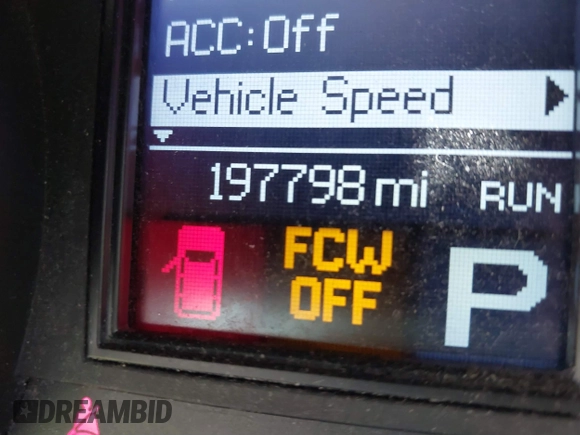 ACC:Off
Vehicle Speed
197798 mi RUN
FCW
OFF
P
DREAMBID